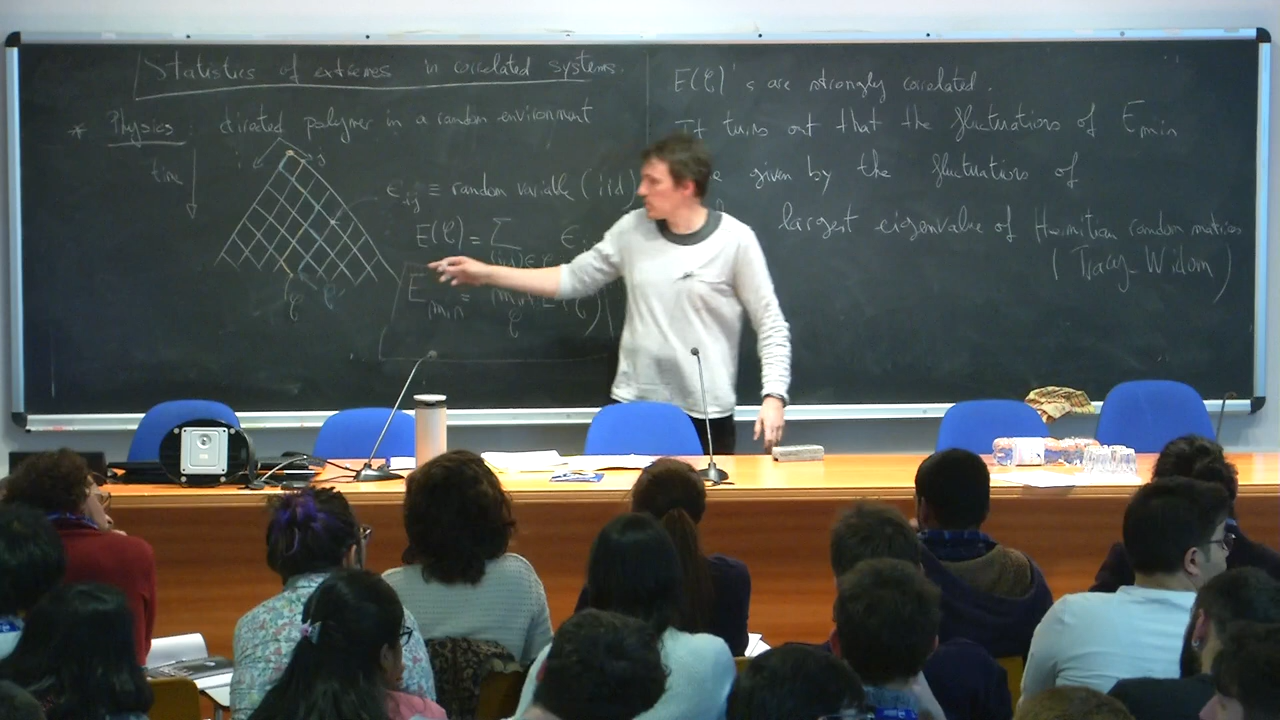 Statistics of extremes in correlated systems.
* Physics: directed polymer in a random environment
time
i j
ϵ_ij ≡ random variable (iid)
E(C) = Σ ϵ
E_min = min E(C)
C
C C'
E(C)'s are strongly correlated.
It turns out that the fluctuations of E_min
given by the fluctuations of
largest eigenvalue of Hermitian random matrices
(Tracy-Widom)